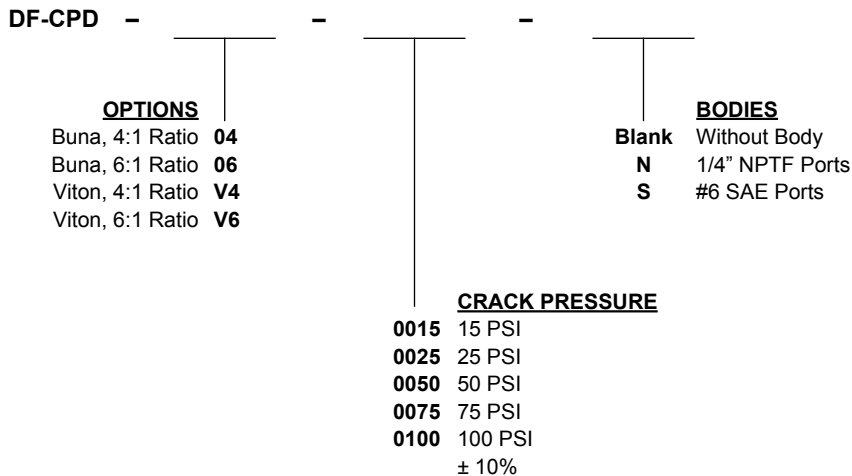 DF-CPD – – –
OPTIONS
Buna, 4:1 Ratio 04
Buna, 6:1 Ratio 06
Viton, 4:1 Ratio V4
Viton, 6:1 Ratio V6
BODIES
Blank Without Body
N 1/4” NPTF Ports
S #6 SAE Ports
CRACK PRESSURE
0015 15 PSI
0025 25 PSI
0050 50 PSI
0075 75 PSI
0100 100 PSI
± 10%